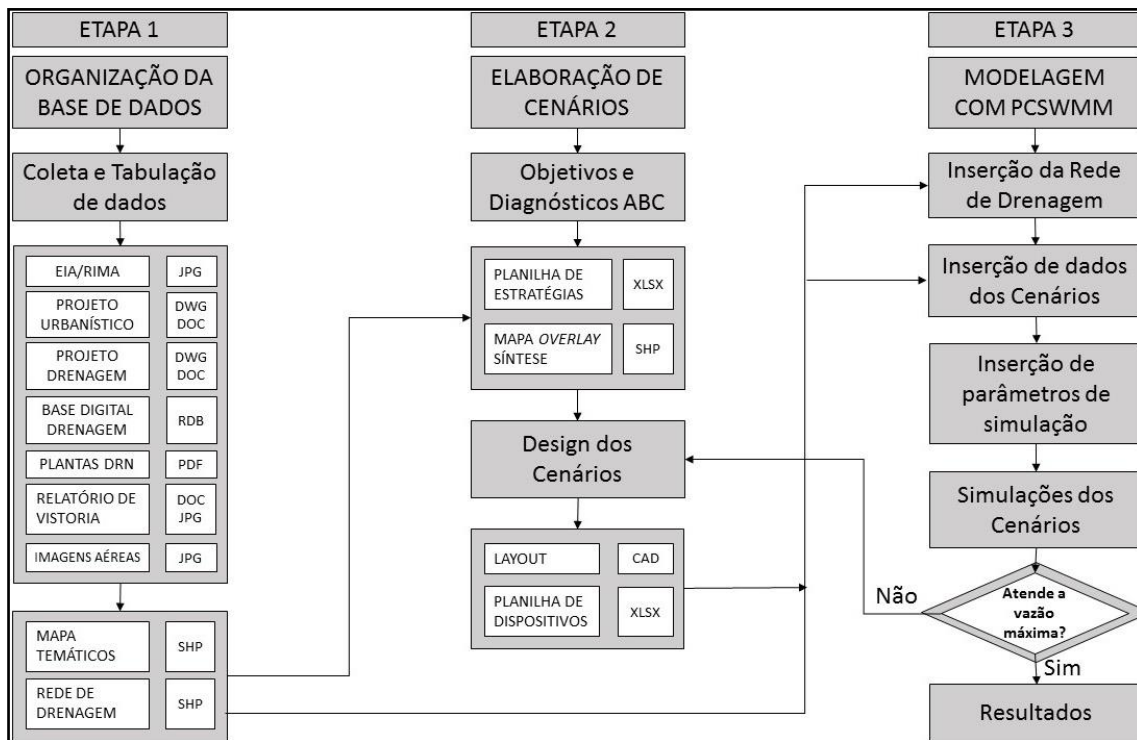 ETAPA 1
ORGANIZAÇÃO DA
BASE DE DADOS
Coleta e Tabulação
de dados
EIA/RIMA
JPG
PROJETO
URBANÍSTICO
DWG
DOC
PROJETO
DRENAGEM
DWG
DOC
BASE DIGITAL
DRENAGEM
RDB
PLANTAS DRN
PDF
RELATÓRIO DE
VISTORIA
DOC
JPG
IMAGENS AÉREAS
JPG
MAPA
TEMÁTICOS
SHP
REDE DE
DRENAGEM
SHP
ETAPA 2
ELABORAÇÃO DE
CENÁRIOS
Objetivos e
Diagnósticos ABC
PLANILHA DE
ESTRATÉGIAS
XLSX
MAPA OVERLAY
SÍNTESE
SHP
Design dos
Cenários
LAYOUT
CAD
PLANILHA DE
DISPOSITIVOS
XLSX
ETAPA 3
MODELAGEM
COM PCSWMM
Inserção da Rede
de Drenagem
Inserção de dados
dos Cenários
Inserção de
parâmetros de
simulação
Simulações dos
Cenários
Atende a
vazão
máxima?
Não
Sim
Resultados